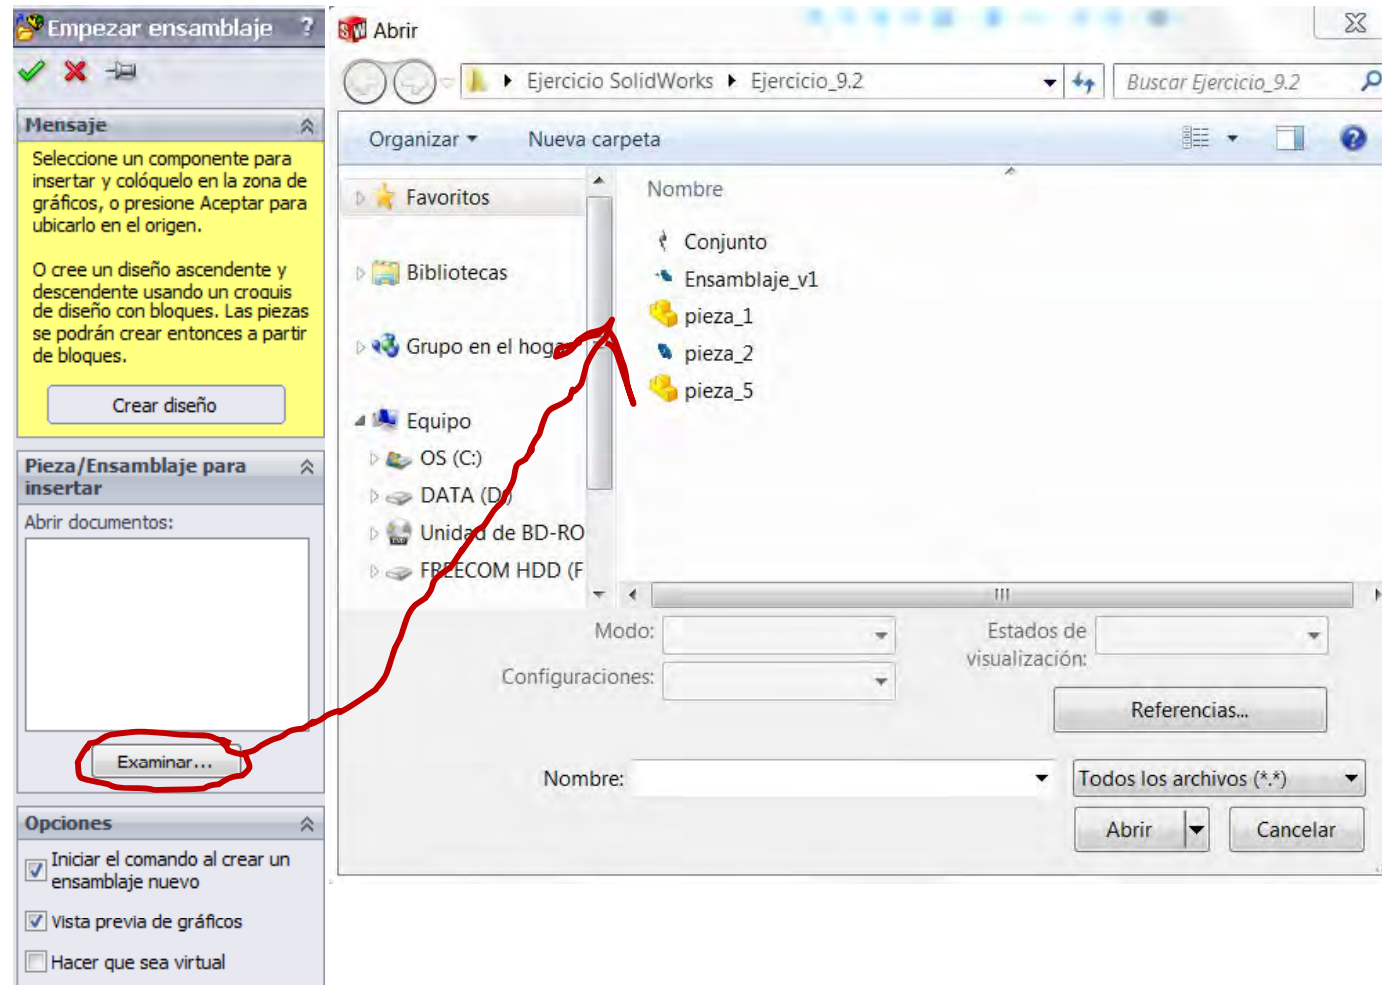 Empezar ensamblaje ?
Mensaje
Seleccione un componente para
insertar y colóquelo en la zona de
gráficos, o presione Aceptar para
ubicarlo en el origen.
O cree un diseño ascendente y
descendente usando un croquis
de diseño con bloques. Las piezas
se podrán crear entonces a partir
de bloques.
Crear diseño
Pieza/Ensamblaje para
insertar
Abrir documentos:
Examinar...
Opciones
Iniciar el comando al crear un
ensamblaje nuevo
Vista previa de gráficos
Hacer que sea virtual
SW Abrir
Ejercicio SolidWorks Ejercicio_9.2
Buscar Ejercicio_9.2
Organizar Nueva carpeta
?
Favoritos
Bibliotecas
Grupo en el hogar
Equipo
OS (C:)
DATA (D:)
Unidad de BD-RO
FREECOM HDD (F
Nombre
Conjunto
Ensamblaje_v1
pieza_1
pieza_2
pieza_5
Modo:
Estados de
visualización:
Configuraciones:
Referencias...
Nombre:
Todos los archivos (*.*)
Abrir
Cancelar